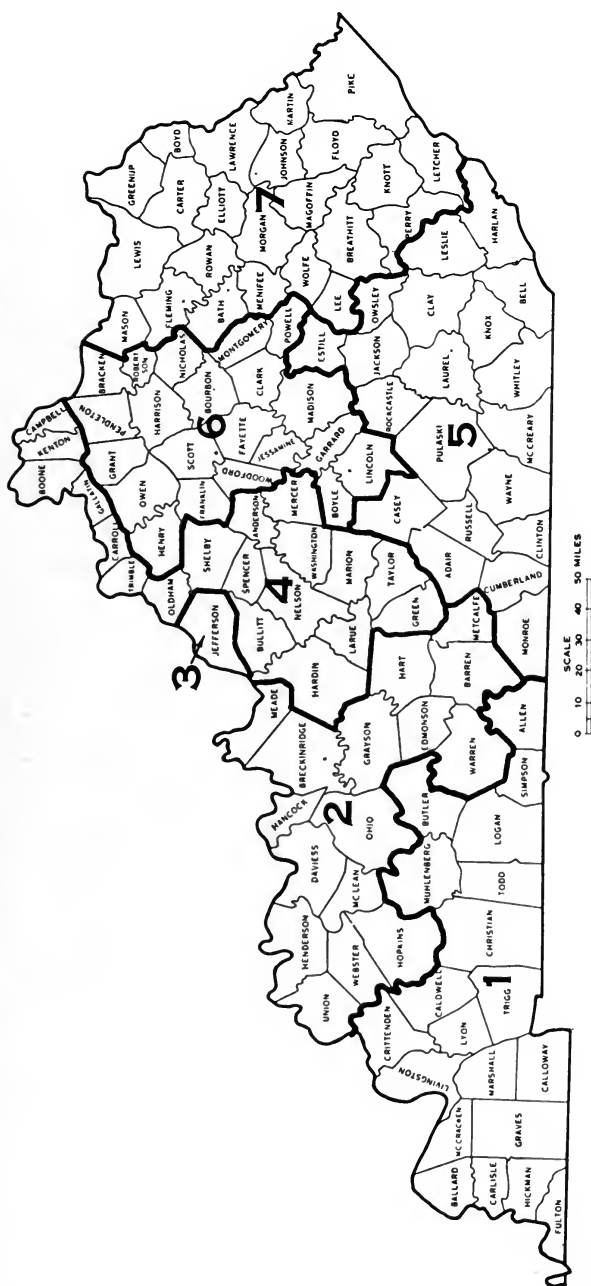 BOONE
KENTON
CAMPBELL
GALLATIN
CARROLL
TRIMBLE
OLDHAM
HENRY
OWEN
GRANT
PENDLETON
BRACKEN
ROBERT
SON
MASON
LEWIS
GREENUP
BOYD
CARTER
FLEMING
ROWAN
ELLIOTT
LAWRENCE
NICHOLAS
HARRISON
SCOTT
BOURBON
BATH
MONTGOMERY
MENIFEE
MORGAN
7
JOHNSON
MARTIN
MAGOFFIN
FLOYD
PIKE
WOLFE
POWELL
CLARK
6
FAYETTE
WOODFORD
FRANKLIN
JESSAMINE
MADISON
ESTILL
LEE
BREATHITT
KNOTT
LETCHER
PERRY
OWSLEY
JACKSON
ROCKCASTLE
GARRARD
LINCOLN
BOYLE
MERCER
ANDERSON
SHELBY
SPENCER
3
JEFFERSON
BULLITT
NELSON
4
WASHINGTON
MARION
LARUE
HARDIN
MEADE
BRECKINRIDGE
HANCOCK
DAVIESS
HENDERSON
UNION
WEBSTER
MC LEAN
OHIO
2
GRAYSON
HART
GREEN
TAYLOR
CASEY
PULASKI
5
LAUREL
CLAY
LESLIE
HARLAN
BELL
KNOX
WHITLEY
MC CREARY
WAYNE
RUSSELL
ADAIR
CLINTON
CUMBERLAND
METCALFE
MONROE
BARREN
EDMONSON
WARREN
ALLEN
SIMPSON
BUTLER
LOGAN
MUHLENBERG
TODD
HOPKINS
CHRISTIAN
CALDWELL
1
TRIGG
LYON
CRITTENDEN
LIVINGSTON
MARSHALL
CALLOWAY
MC CRACKEN
GRAVES
BALLARD
CARLISLE
HICKMAN
FULTON
SCALE
0 10 20 30 40 50 MILES